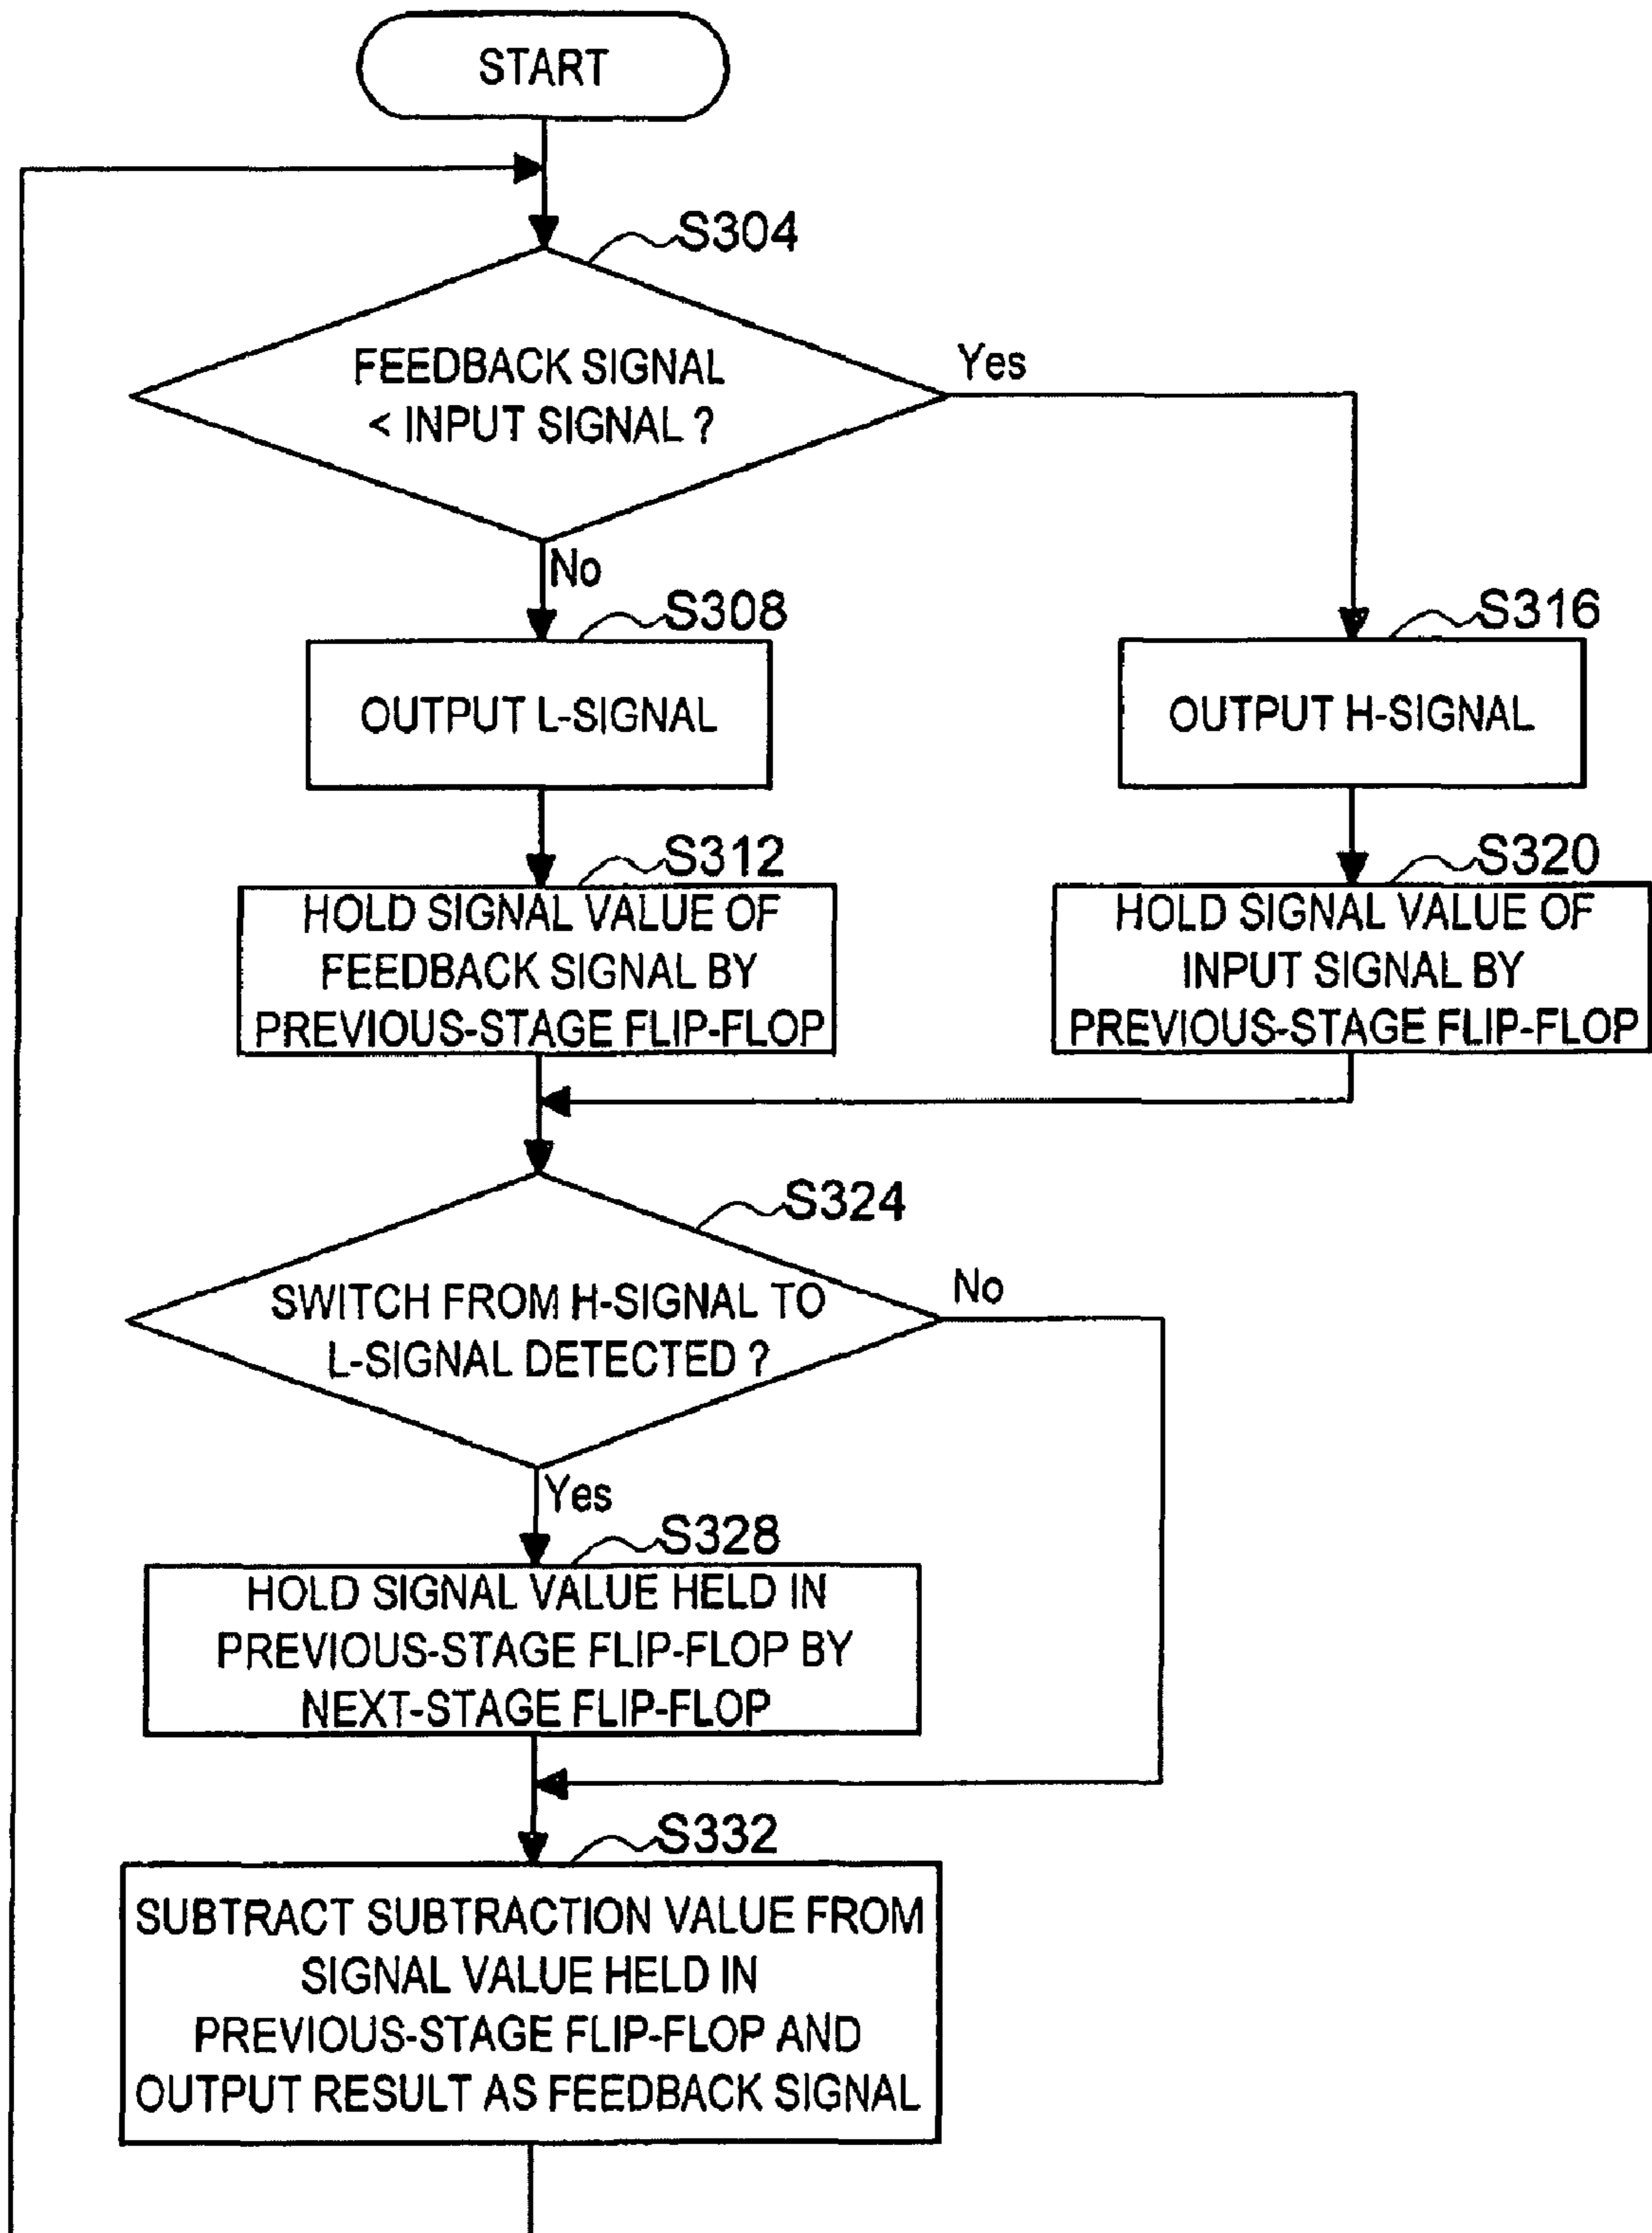 START
S304
FEEDBACK SIGNAL
< INPUT SIGNAL ?
Yes
No
S308
OUTPUT L-SIGNAL
S316
OUTPUT H-SIGNAL
S312
HOLD SIGNAL VALUE OF
FEEDBACK SIGNAL BY
PREVIOUS-STAGE FLIP-FLOP
S320
HOLD SIGNAL VALUE OF
INPUT SIGNAL BY
PREVIOUS-STAGE FLIP-FLOP
S324
SWITCH FROM H-SIGNAL TO
L-SIGNAL DETECTED ?
No
Yes
S328
HOLD SIGNAL VALUE HELD IN
PREVIOUS-STAGE FLIP-FLOP BY
NEXT-STAGE FLIP-FLOP
S332
SUBTRACT SUBTRACTION VALUE FROM
SIGNAL VALUE HELD IN
PREVIOUS-STAGE FLIP-FLOP AND
OUTPUT RESULT AS FEEDBACK SIGNAL